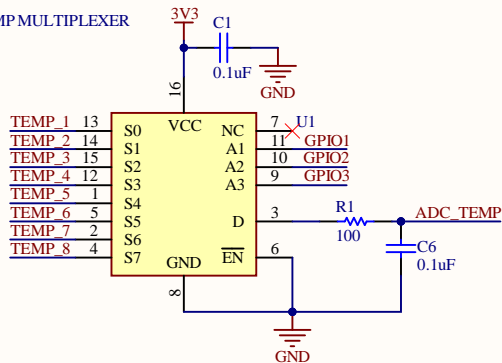 MP MULTIPLEXER
3V3
C1
0.1uF
GND
16
VCC
TEMP_1 13 S0 NC 7 U1
TEMP_2 14 S1 A1 11 GPIO1
TEMP_3 15 S2 A2 10 GPIO2
TEMP_4 12 S3 A3 9 GPIO3
TEMP_5 1 S4
TEMP_6 5 S5 D 3 R1 100 ADC_TEMP
TEMP_7 2 S6
TEMP_8 4 S7 EN 6
C6
0.1uF
GND
8
GND